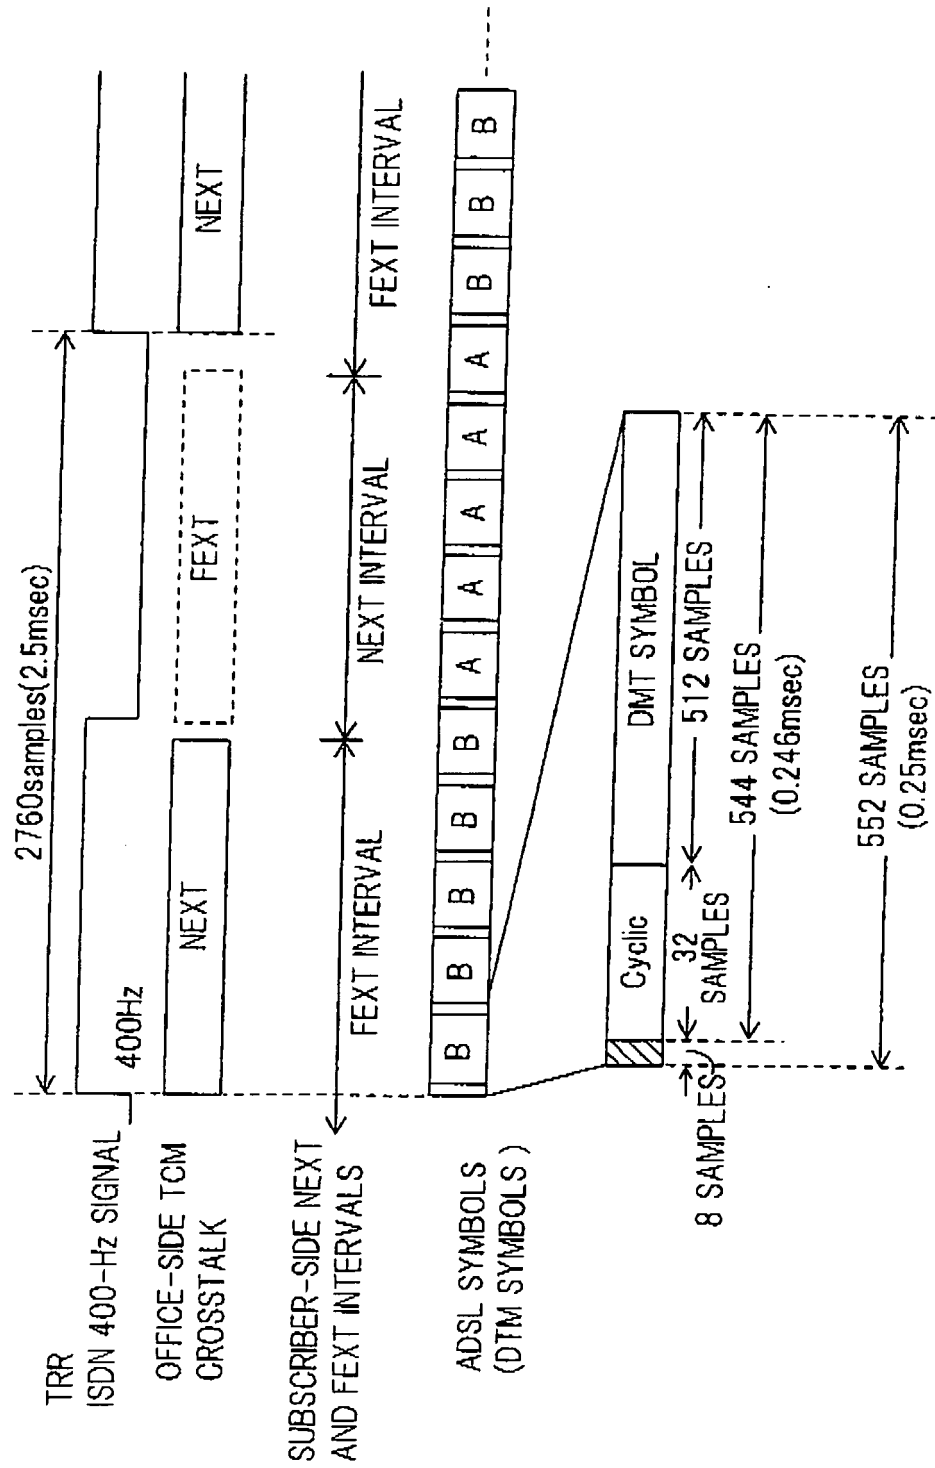 2760samples(2.5msec)
TRR
ISDN 400-Hz SIGNAL
400Hz
OFFICE-SIDE TCM
CROSSTALK
NEXT
FEXT
NEXT
SUBSCRIBER-SIDE NEXT
AND FEXT INTERVALS
FEXT INTERVAL
NEXT INTERVAL
FEXT INTERVAL
ADSL SYMBOLS
(DTM SYMBOLS )
B B B B B A A A A A B B B
Cyclic
DMT SYMBOL
8 SAMPLES
32
SAMPLES
512 SAMPLES
544 SAMPLES
(0.246msec)
552 SAMPLES
(0.25msec)